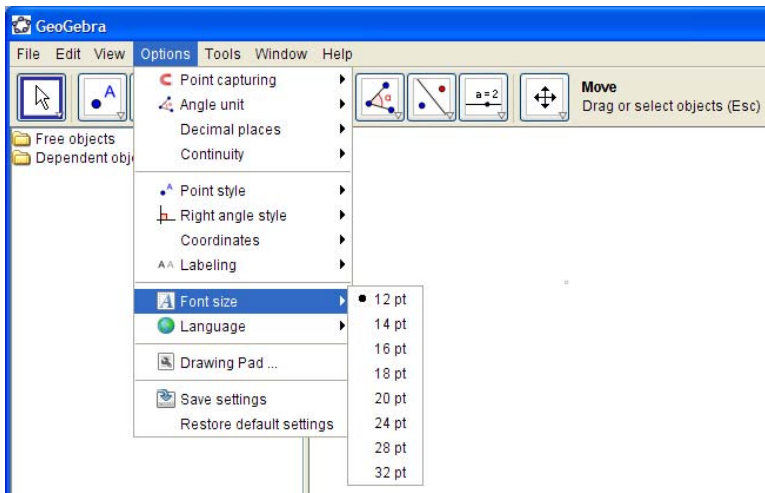 GeoGebra
File Edit View Options Tools Window Help
A
α
a = 2
Move
Drag or select objects (Esc)
Free objects
Dependent obj
Point capturing
Angle unit
Decimal places
Continuity
A Point style
Right angle style
Coordinates
AA Labeling
A Font size
Language
Drawing Pad ...
Save settings
Restore default settings
12 pt
14 pt
16 pt
18 pt
20 pt
24 pt
28 pt
32 pt